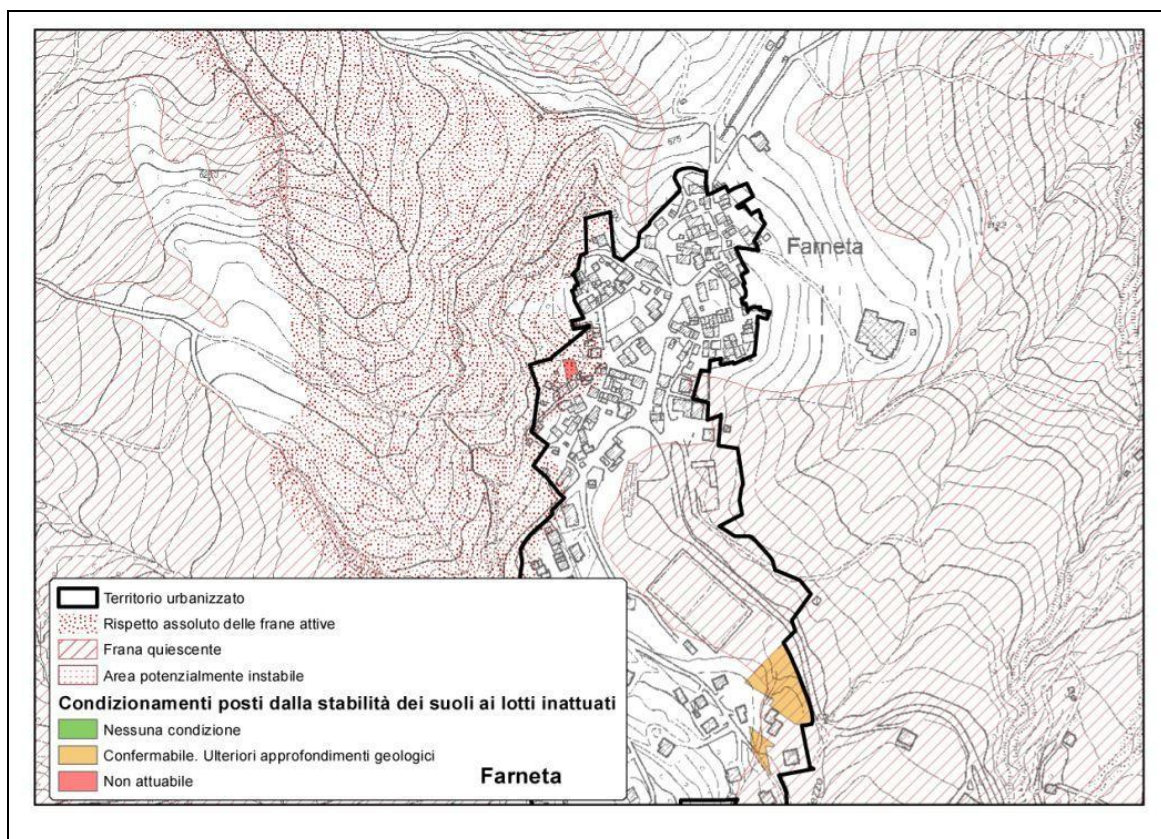 675
Farneta
Territorio urbanizzato
Rispetto assoluto delle frane attive
Frana quiescente
Area potenzialmente instabile
Condizionamenti posti dalla stabilità dei suoli ai lotti inattuati
Nessuna condizione
Confermabile. Ulteriori approfondimenti geologici
Non attuabile
Farneta